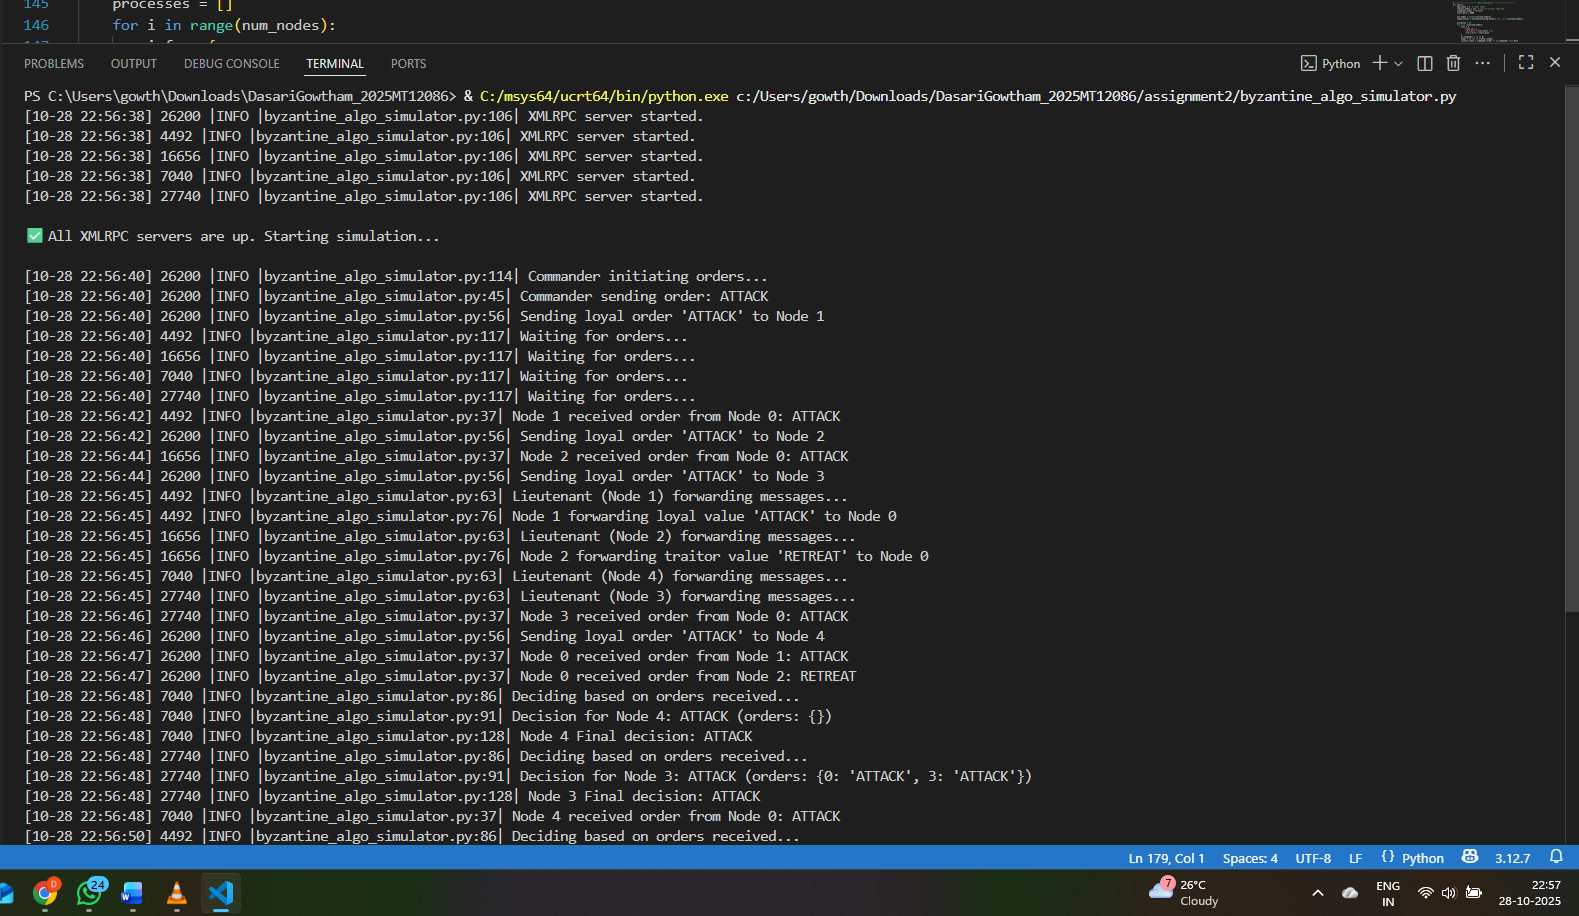 145 processes = []
146 for i in range(num_nodes):
PROBLEMS OUTPUT DEBUG CONSOLE TERMINAL PORTS Python
PS C:\Users\gowth\Downloads\DasariGowtham_2025MT12086> & C:/msys64/ucrt64/bin/python.exe c:/Users/gowth/Downloads/DasariGowtham_2025MT12086/assignment2/byzantine_algo_simulator.py
[10-28 22:56:38] 26200 |INFO |byzantine_algo_simulator.py:106| XMLRPC server started.
[10-28 22:56:38] 4492 |INFO |byzantine_algo_simulator.py:106| XMLRPC server started.
[10-28 22:56:38] 16656 |INFO |byzantine_algo_simulator.py:106| XMLRPC server started.
[10-28 22:56:38] 7040 |INFO |byzantine_algo_simulator.py:106| XMLRPC server started.
[10-28 22:56:38] 27740 |INFO |byzantine_algo_simulator.py:106| XMLRPC server started.
✅ All XMLRPC servers are up. Starting simulation...
[10-28 22:56:40] 26200 |INFO |byzantine_algo_simulator.py:114| Commander initiating orders...
[10-28 22:56:40] 26200 |INFO |byzantine_algo_simulator.py:45| Commander sending order: ATTACK
[10-28 22:56:40] 26200 |INFO |byzantine_algo_simulator.py:56| Sending loyal order 'ATTACK' to Node 1
[10-28 22:56:40] 4492 |INFO |byzantine_algo_simulator.py:117| Waiting for orders...
[10-28 22:56:40] 16656 |INFO |byzantine_algo_simulator.py:117| Waiting for orders...
[10-28 22:56:40] 7040 |INFO |byzantine_algo_simulator.py:117| Waiting for orders...
[10-28 22:56:40] 27740 |INFO |byzantine_algo_simulator.py:117| Waiting for orders...
[10-28 22:56:42] 4492 |INFO |byzantine_algo_simulator.py:37| Node 1 received order from Node 0: ATTACK
[10-28 22:56:42] 26200 |INFO |byzantine_algo_simulator.py:56| Sending loyal order 'ATTACK' to Node 2
[10-28 22:56:44] 16656 |INFO |byzantine_algo_simulator.py:37| Node 2 received order from Node 0: ATTACK
[10-28 22:56:44] 26200 |INFO |byzantine_algo_simulator.py:56| Sending loyal order 'ATTACK' to Node 3
[10-28 22:56:45] 4492 |INFO |byzantine_algo_simulator.py:63| Lieutenant (Node 1) forwarding messages...
[10-28 22:56:45] 4492 |INFO |byzantine_algo_simulator.py:76| Node 1 forwarding loyal value 'ATTACK' to Node 0
[10-28 22:56:45] 16656 |INFO |byzantine_algo_simulator.py:63| Lieutenant (Node 2) forwarding messages...
[10-28 22:56:45] 16656 |INFO |byzantine_algo_simulator.py:76| Node 2 forwarding traitor value 'RETREAT' to Node 0
[10-28 22:56:45] 7040 |INFO |byzantine_algo_simulator.py:63| Lieutenant (Node 4) forwarding messages...
[10-28 22:56:45] 27740 |INFO |byzantine_algo_simulator.py:63| Lieutenant (Node 3) forwarding messages...
[10-28 22:56:46] 27740 |INFO |byzantine_algo_simulator.py:37| Node 3 received order from Node 0: ATTACK
[10-28 22:56:46] 26200 |INFO |byzantine_algo_simulator.py:56| Sending loyal order 'ATTACK' to Node 4
[10-28 22:56:47] 26200 |INFO |byzantine_algo_simulator.py:37| Node 0 received order from Node 1: ATTACK
[10-28 22:56:47] 26200 |INFO |byzantine_algo_simulator.py:37| Node 0 received order from Node 2: RETREAT
[10-28 22:56:48] 7040 |INFO |byzantine_algo_simulator.py:86| Deciding based on orders received...
[10-28 22:56:48] 7040 |INFO |byzantine_algo_simulator.py:91| Decision for Node 4: ATTACK (orders: {})
[10-28 22:56:48] 7040 |INFO |byzantine_algo_simulator.py:128| Node 4 Final decision: ATTACK
[10-28 22:56:48] 27740 |INFO |byzantine_algo_simulator.py:86| Deciding based on orders received...
[10-28 22:56:48] 27740 |INFO |byzantine_algo_simulator.py:91| Decision for Node 3: ATTACK (orders: {0: 'ATTACK', 3: 'ATTACK'})
[10-28 22:56:48] 27740 |INFO |byzantine_algo_simulator.py:128| Node 3 Final decision: ATTACK
[10-28 22:56:48] 7040 |INFO |byzantine_algo_simulator.py:37| Node 4 received order from Node 0: ATTACK
[10-28 22:56:50] 4492 |INFO |byzantine_algo_simulator.py:86| Deciding based on orders received...
Ln 179, Col 1 Spaces: 4 UTF-8 LF {} Python 3.12.7
D 24 7 26°C ENG 22:57
Cloudy IN 28-10-2025